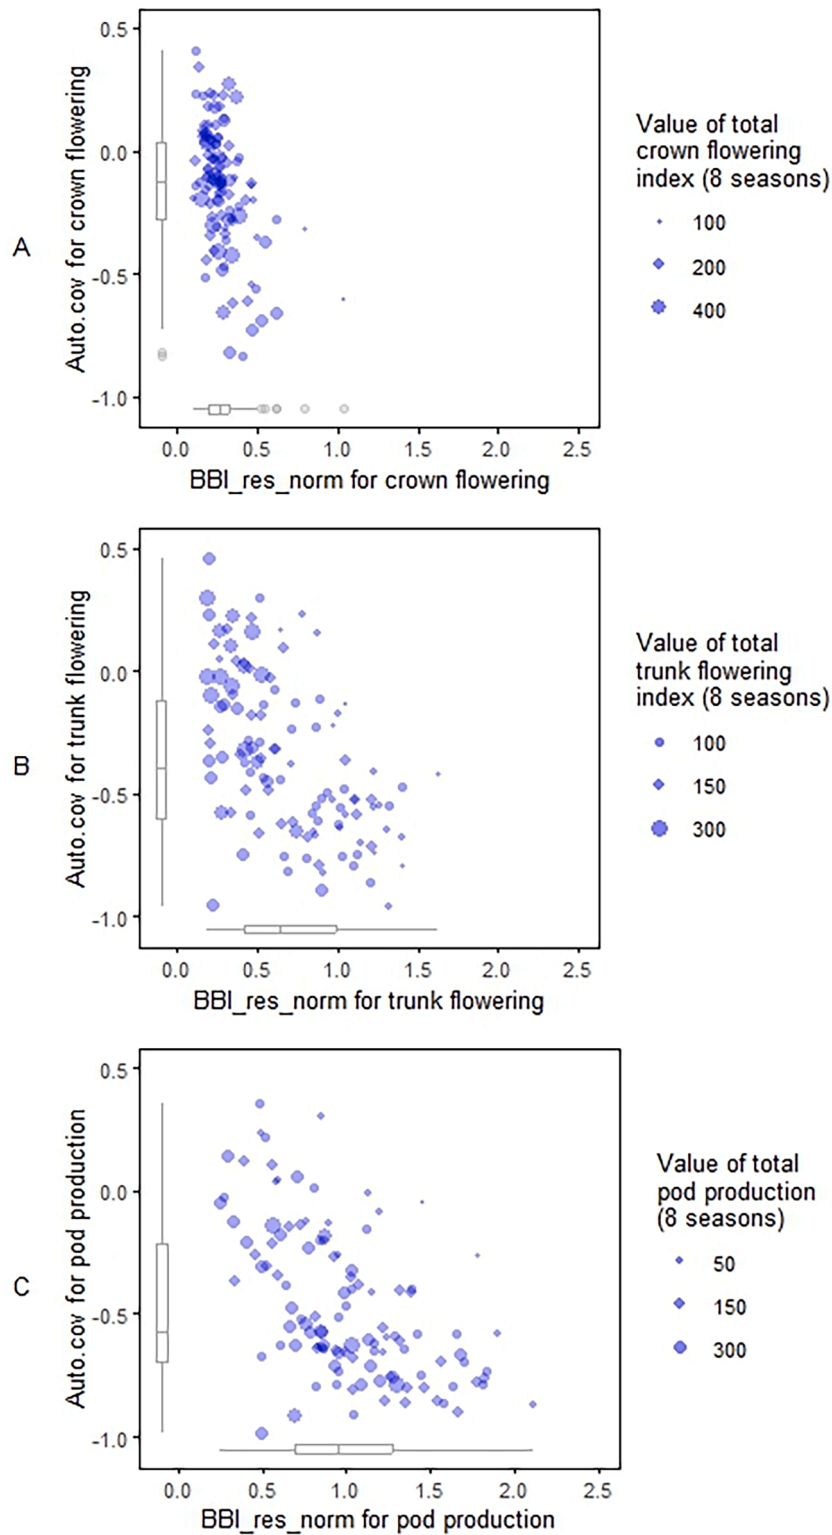 A
Auto.cov for crown flowering
0.5
0.0
-0.5
-1.0
0.0 0.5 1.0 1.5 2.0 2.5
BBI_res_norm for crown flowering
Value of total
crown flowering
index (8 seasons)
100
200
400
B
Auto.cov for trunk flowering
0.5
0.0
-0.5
-1.0
0.0 0.5 1.0 1.5 2.0 2.5
BBI_res_norm for trunk flowering
Value of total
trunk flowering
index (8 seasons)
100
150
300
C
Auto.cov for pod production
0.5
0.0
-0.5
-1.0
0.0 0.5 1.0 1.5 2.0 2.5
BBI_res_norm for pod production
Value of total
pod production
(8 seasons)
50
150
300